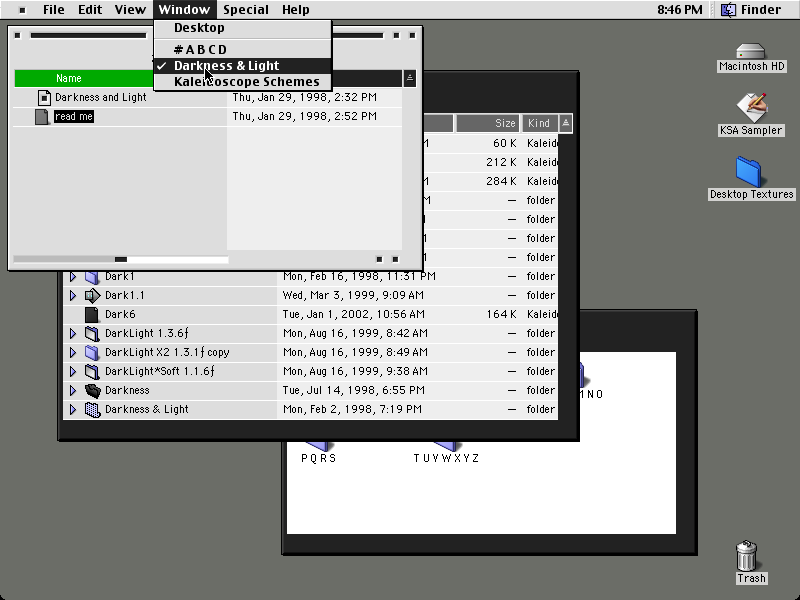 File Edit View Window Special Help 8:46 PM Finder
Desktop
#ABCD
✓ Darkness & Light
Kaleidoscope Schemes
Name
Darkness and Light Thu, Jan 29, 1998, 2:32 PM
read me Thu, Jan 29, 1998, 2:52 PM
Size Kind
M 60 K Kaleid
212 K Kaleid
M 284 K Kaleid
M — folder
— folder
— folder
— folder
Dark1 Mon, Feb 16, 1998, 11:31 PM — folder
Dark1.1 Wed, Mar 3, 1999, 9:09 AM — folder
Dark6 Tue, Jan 1, 2002, 10:56 AM 164 K Kaleid
DarkLight 1.3.6ƒ Mon, Aug 16, 1999, 8:42 AM — folder
DarkLight X2 1.3.1ƒ copy Mon, Aug 16, 1999, 8:49 AM — folder
DarkLight*Soft 1.1.6ƒ Mon, Aug 16, 1999, 9:38 AM — folder
Darkness Tue, Jul 14, 1998, 6:55 PM — folder
Darkness & Light Mon, Feb 2, 1998, 7:19 PM — folder
NO
PQRS
TUVWXYZ
Macintosh HD
KSA Sampler
Desktop Textures
Trash